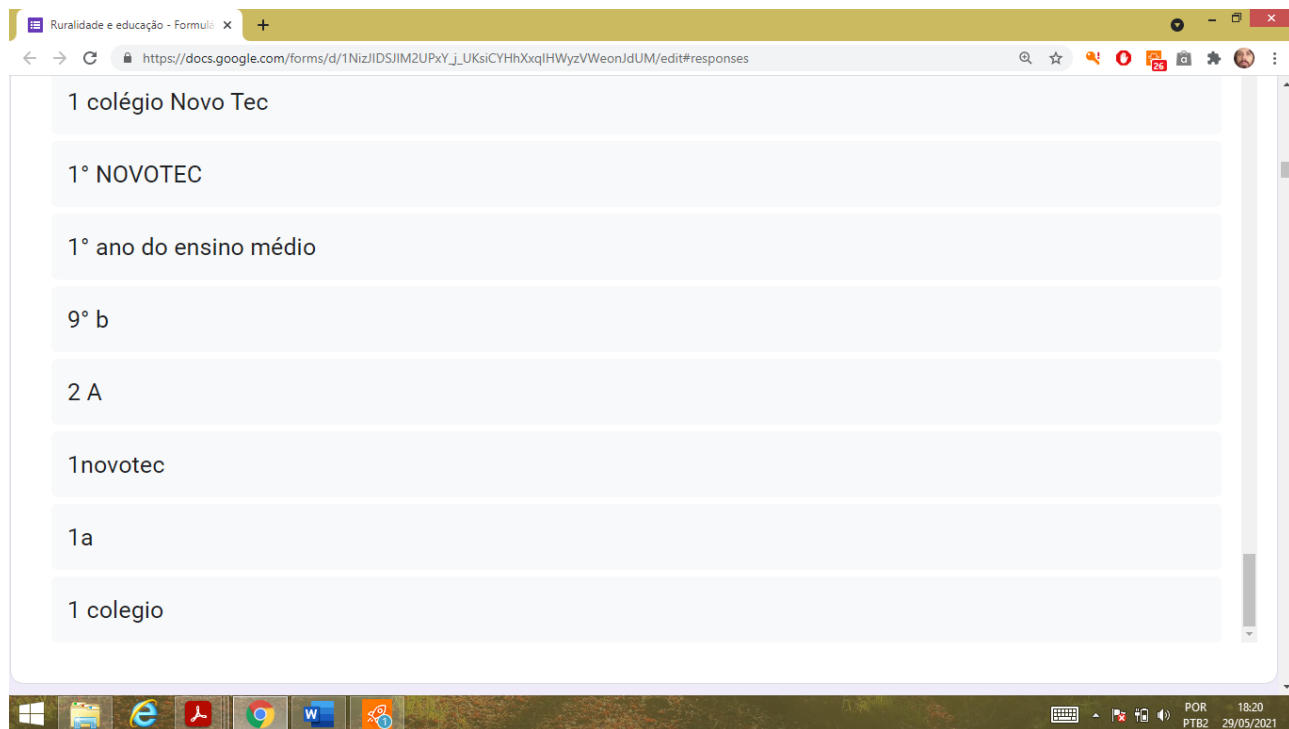 Ruralidade e educação - Formulá
https://docs.google.com/forms/d/1NizJIDSJIM2UPxY_j_UKsiCYHhXxqIHWyzVWeonJdUM/edit#responses
26
1 colégio Novo Tec
1° NOVOTEC
1° ano do ensino médio
9° b
2 A
1novotec
1a
1 colegio
POR
PTB2
18:20
29/05/2021